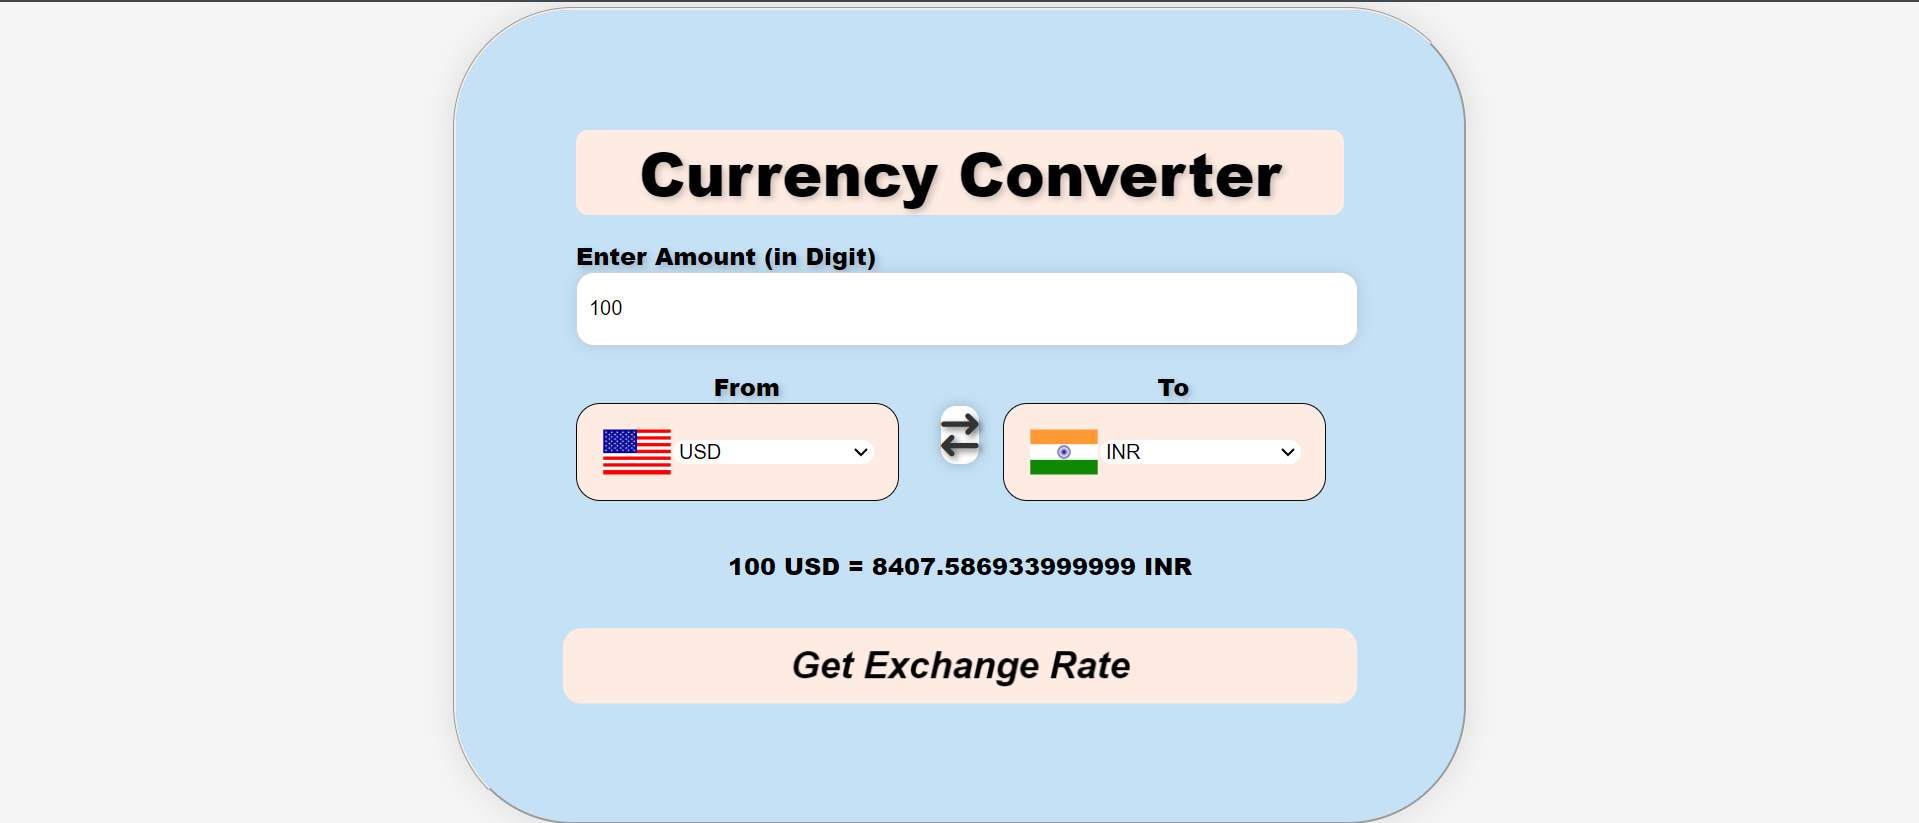 Currency Converter
Enter Amount (in Digit)
100
From To
USD INR
100 USD = 8407.586933999999 INR
Get Exchange Rate